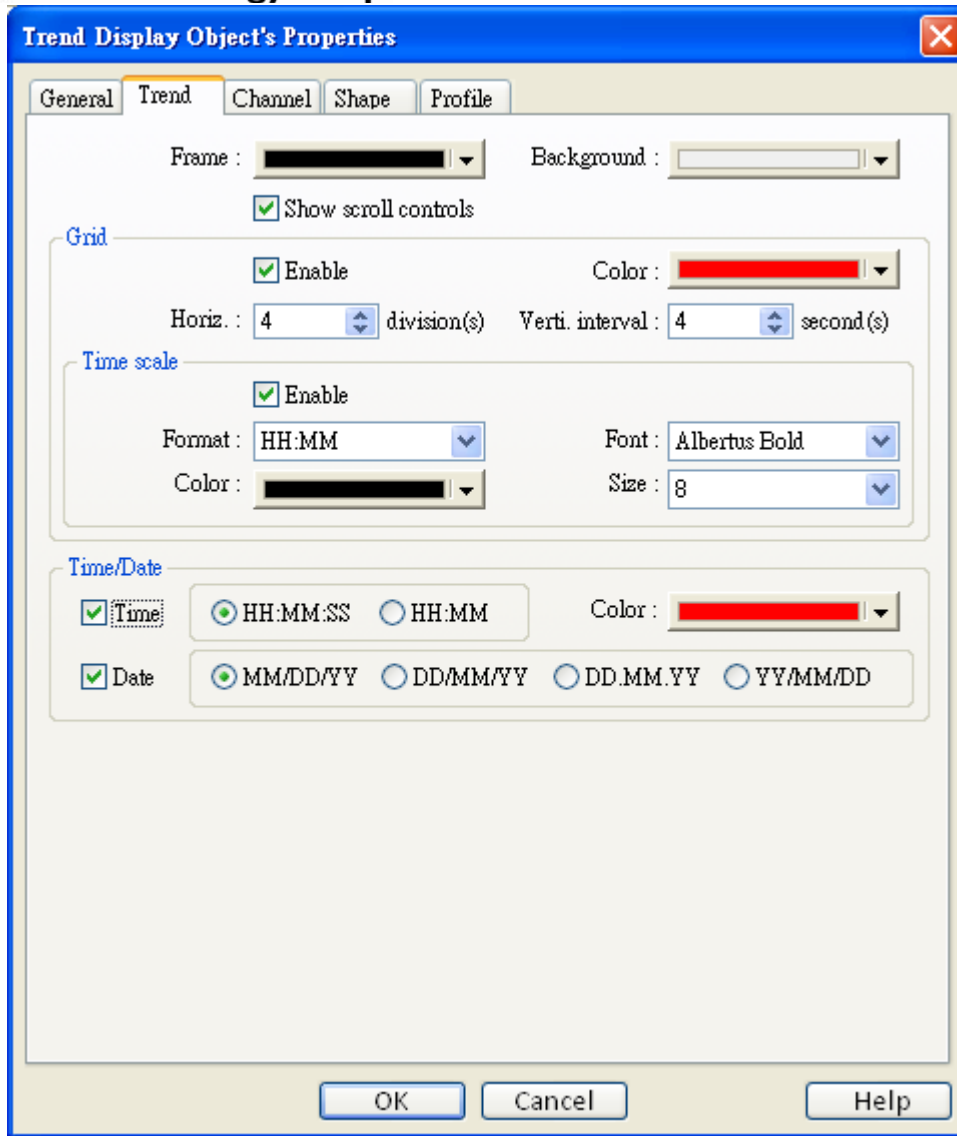 Trend Display Object's Properties
General Trend Channel Shape Profile
Frame : Background :
Show scroll controls
Grid
Enable Color :
Horiz. : 4 division(s) Verti. interval : 4 second(s)
Time scale
Enable
Format : HH:MM Font : Albertus Bold
Color : Size : 8
Time/Date
Time HH:MM:SS HH:MM Color :
Date MM/DD/YY DD/MM/YY DD.MM.YY YY/MM/DD
OK Cancel Help